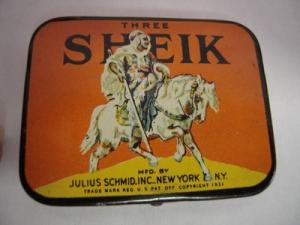 THREE
SHEIK
MFD. BY
JULIUS SCHMID, INC., NEW YORK, N.Y.
TRADE MARK REG. U.S. PAT. OFF. COPYRIGHT 1931